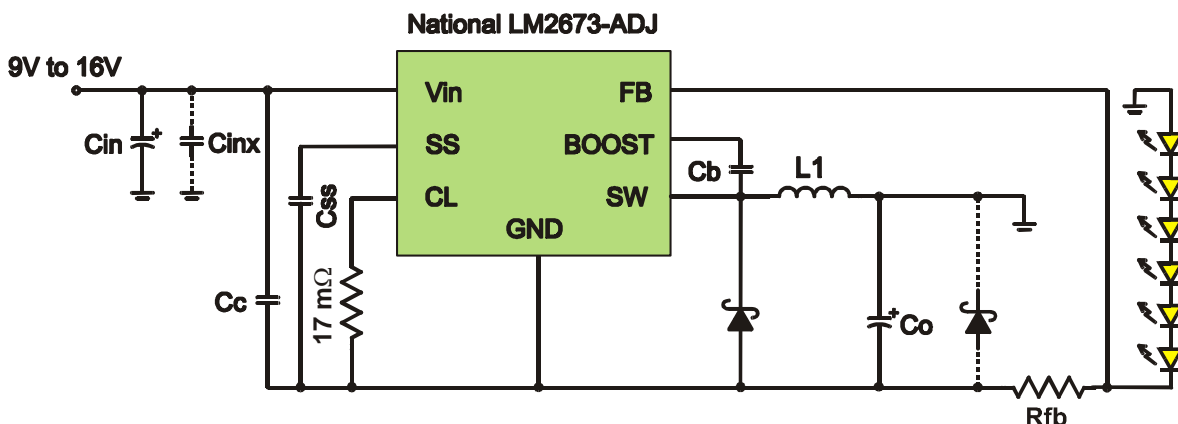 National LM2673-ADJ
9V to 16V
Vin
FB
Cin
+
Cinx
SS
BOOST
Cb
L1
Css
CL
SW
GND
Cc
17 mΩ
+
Co
Rfb